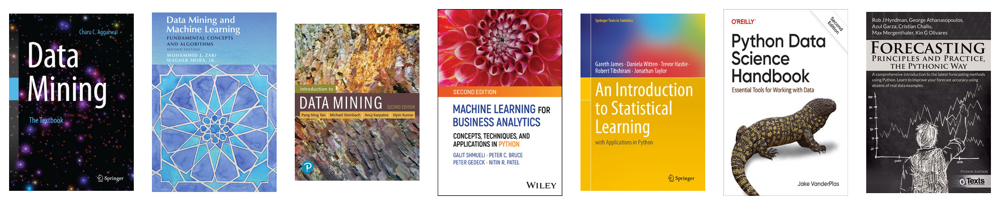 Charu C. Aggarwal
Data
Mining
The Textbook
Springer
Data Mining and
Machine Learning
FUNDAMENTAL CONCEPTS
AND ALGORITHMS
SECOND EDITION
MOHAMMED J. ZAKI
WAGNER MEIRA, JR.
introduction to
DATA MINING SECOND EDITION
Pang-Ning Tan Michael Steinbach Anuj Karpatne Vipin Kumar
P
SECOND EDITION
MACHINE LEARNING FOR
BUSINESS ANALYTICS
CONCEPTS, TECHNIQUES, AND
APPLICATIONS IN PYTHON
GALIT SHMUELI · PETER C. BRUCE
PETER GEDECK · NITIN R. PATEL
WILEY
Springer Texts in Statistics
Gareth James · Daniela Witten · Trevor Hastie ·
Robert Tibshirani · Jonathan Taylor
An Introduction
to Statistical
Learning
with Applications in Python
Springer
O'REILLY
Second
Edition
Python Data
Science
Handbook
Essential Tools for Working with Data
Jake VanderPlas
Rob J Hyndman, George Athanasopoulos,
Azul Garza, Cristian Challu,
Max Mergenthaler, Kin G Olivares
FORECASTING
PRINCIPLES AND PRACTICE,
THE PYTHONIC WAY
A comprehensive introduction to the latest forecasting methods
using Python. Learn to improve your forecast accuracy using
dozens of real data examples.
PYTHON EDITION
OTexts